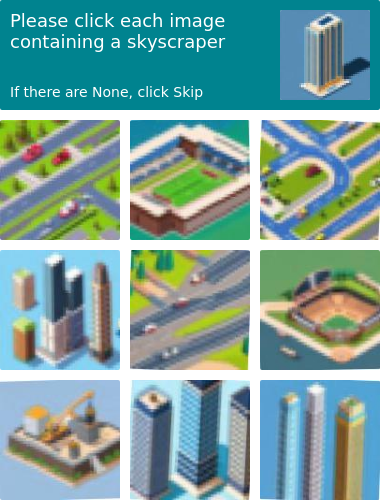 Please click each image
containing a skyscraper
If there are None, click Skip